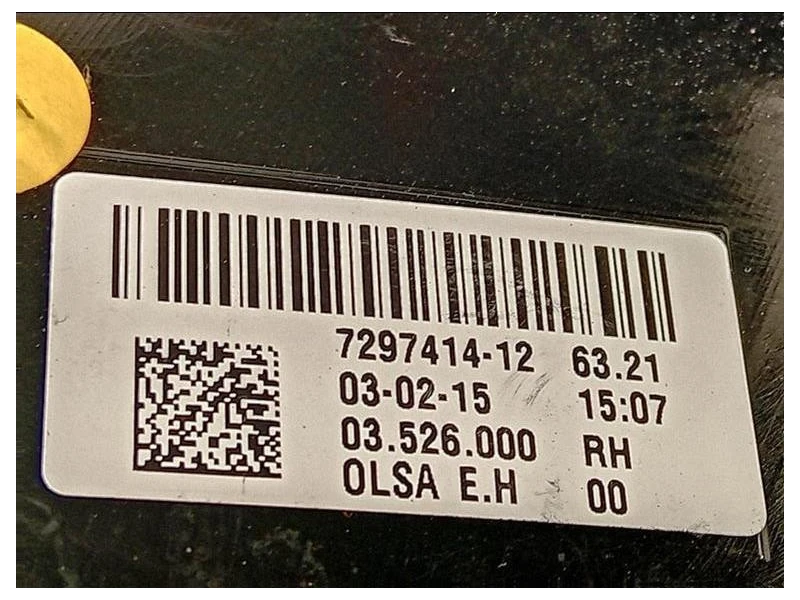 7297414-12 63.21
03-02-15 15:07
03.526.000 RH
OLSA E.H 00